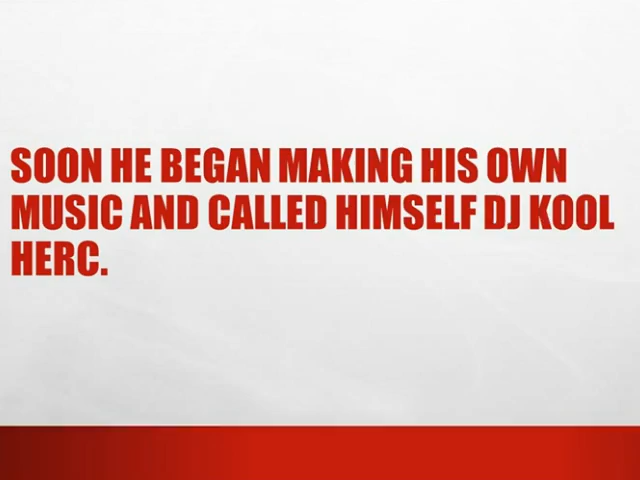 SOON HE BEGAN MAKING HIS OWN
MUSIC AND CALLED HIMSELF DJ KOOL
HERC.